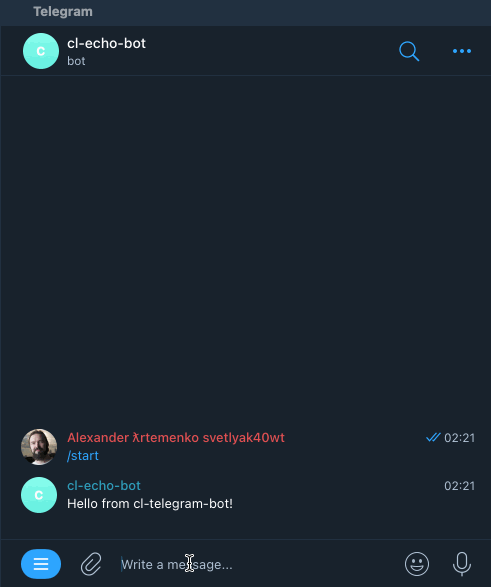 Telegram
C
cl-echo-bot
bot
Alexander ƛrtemenko svetlyak40wt
02:21
/start
C
cl-echo-bot
02:21
Hello from cl-telegram-bot!
Write a message...